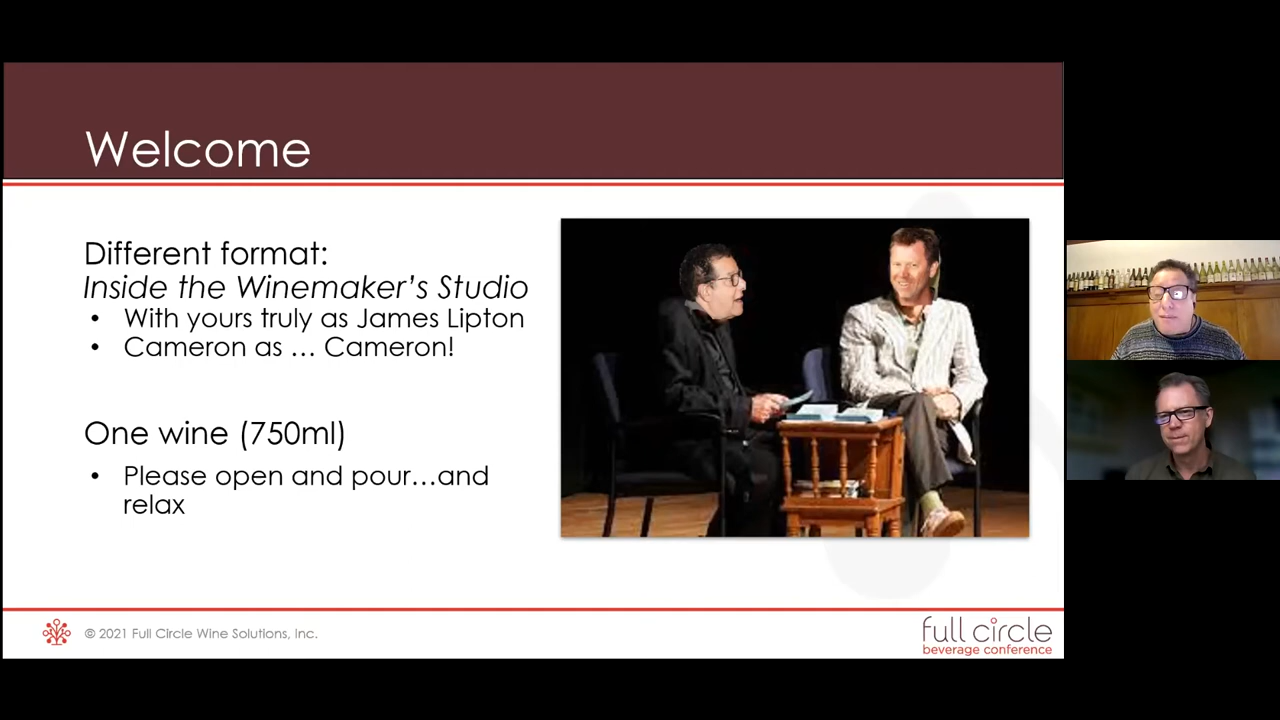 Welcome
Different format:
Inside the Winemaker's Studio
• With yours truly as James Lipton
• Cameron as … Cameron!
One wine (750ml)
• Please open and pour…and
relax
© 2021 Full Circle Wine Solutions, Inc.
full circle
beverage conference